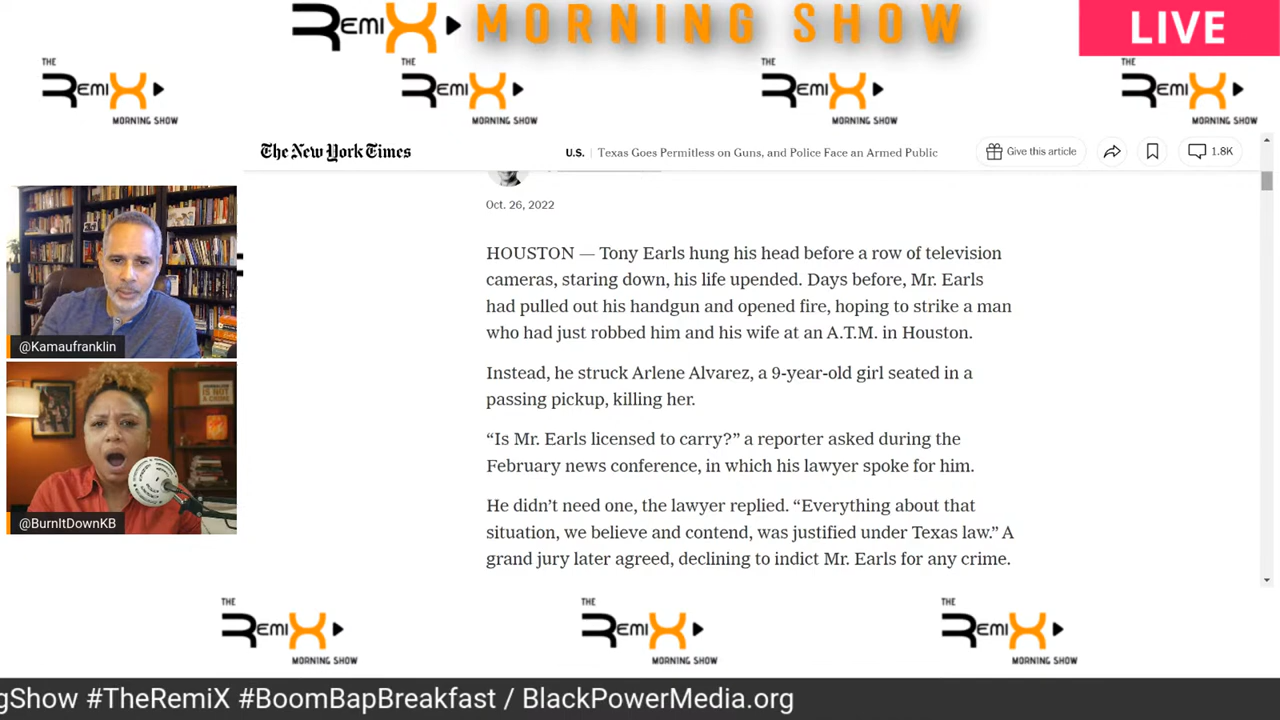 REMIX MORNING SHOW
LIVE
THE REMIX MORNING SHOW
THE REMIX MORNING SHOW
THE REMIX MORNING SHOW
THE REMIX MORNING SHOW
The New York Times
U.S. | Texas Goes Permitless on Guns, and Police Face an Armed Public
Give this article
1.8K
Oct. 26, 2022
HOUSTON — Tony Earls hung his head before a row of television
cameras, staring down, his life upended. Days before, Mr. Earls
had pulled out his handgun and opened fire, hoping to strike a man
who had just robbed him and his wife at an A.T.M. in Houston.
Instead, he struck Arlene Alvarez, a 9-year-old girl seated in a
passing pickup, killing her.
“Is Mr. Earls licensed to carry?” a reporter asked during the
February news conference, in which his lawyer spoke for him.
He didn’t need one, the lawyer replied. “Everything about that
situation, we believe and contend, was justified under Texas law.” A
grand jury later agreed, declining to indict Mr. Earls for any crime.
@Kamaufranklin
IS NOT
A CRIME
@BurnItDownKB
THE REMIX MORNING SHOW
THE REMIX MORNING SHOW
THE REMIX MORNING SHOW
gShow #TheRemiX #BoomBapBreakfast / BlackPowerMedia.org